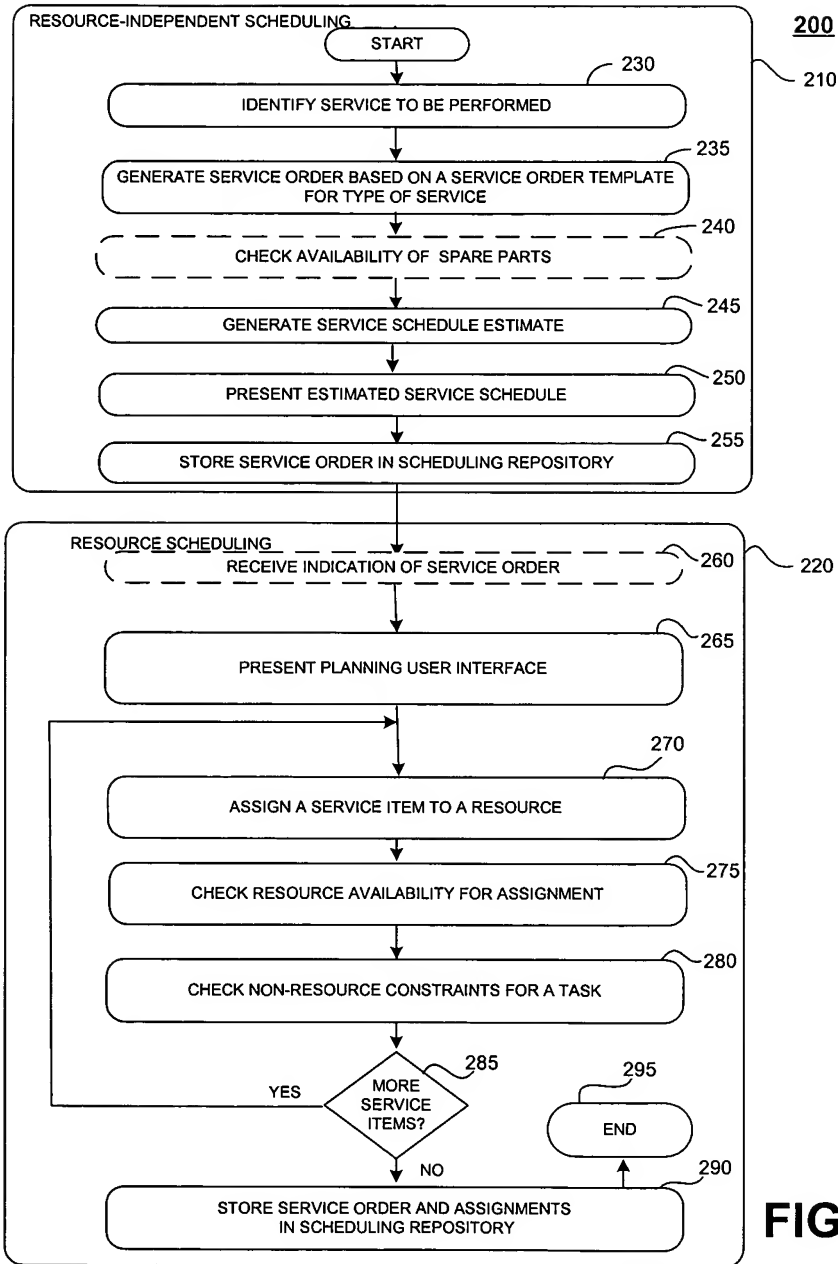 RESOURCE-INDEPENDENT SCHEDULING
200
START
210
230
IDENTIFY SERVICE TO BE PERFORMED
235
GENERATE SERVICE ORDER BASED ON A SERVICE ORDER TEMPLATE
FOR TYPE OF SERVICE
240
CHECK AVAILABILITY OF SPARE PARTS
245
GENERATE SERVICE SCHEDULE ESTIMATE
250
PRESENT ESTIMATED SERVICE SCHEDULE
255
STORE SERVICE ORDER IN SCHEDULING REPOSITORY
RESOURCE SCHEDULING
260
220
RECEIVE INDICATION OF SERVICE ORDER
265
PRESENT PLANNING USER INTERFACE
270
ASSIGN A SERVICE ITEM TO A RESOURCE
275
CHECK RESOURCE AVAILABILITY FOR ASSIGNMENT
280
CHECK NON-RESOURCE CONSTRAINTS FOR A TASK
285
295
YES
MORE
SERVICE
ITEMS?
END
NO
290
STORE SERVICE ORDER AND ASSIGNMENTS
IN SCHEDULING REPOSITORY
FIG